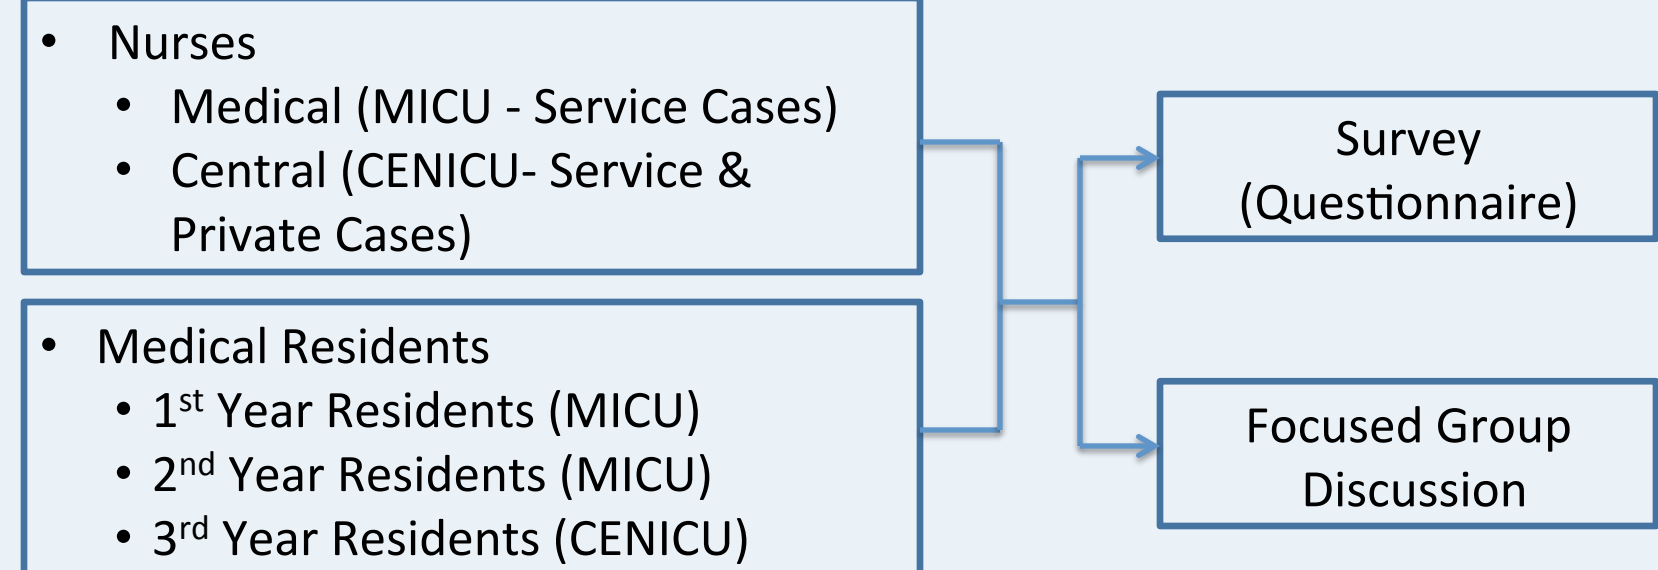 • Nurses
• Medical (MICU - Service Cases)
• Central (CENICU- Service &
Private Cases)
• Medical Residents
• 1st Year Residents (MICU)
• 2nd Year Residents (MICU)
• 3rd Year Residents (CENICU)
Survey
(Questionnaire)
Focused Group
Discussion